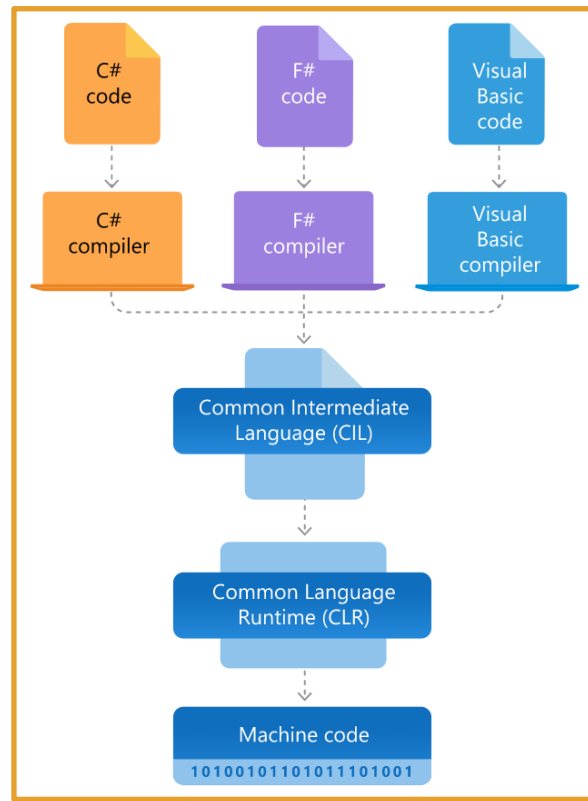 C#
code
F#
code
Visual
Basic
code
C#
compiler
F#
compiler
Visual
Basic
compiler
Common Intermediate
Language (CIL)
Common Language
Runtime (CLR)
Machine code
10100101101011101001